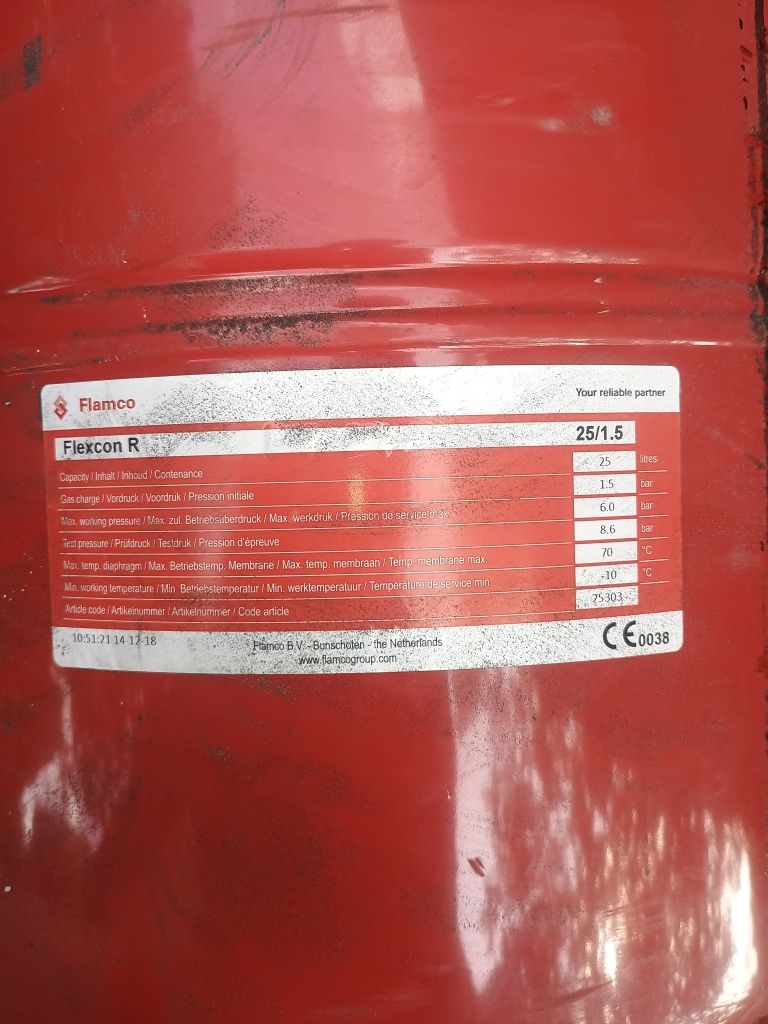 Flamco
Your reliable partner
Flexcon R 25/1.5
Capacity / Inhalt / Inhoud / Contenance 25 litres
Gas charge / Vordruck / Voordruk / Pression initiale 1.5 bar
Max. working pressure / Max. zul. Betriebsüberdruck / Max. werkdruk / Pression de service max. 6.0 bar
Test pressure / Prüfdruck / Testdruk / Pression d'épreuve 8.6 bar
Max. temp. diaphragm / Max. Betriebstemp. Membrane / Max. temp. membraan / Temp. membrane max. 70 °C
Min. working temperature / Min. Betriebstemperatur / Min. werktemperatuur / Température de service min. -10 °C
Article code / Artikelnummer / Artikelnummer / Code article 25303
10:51:21 14-12-18
Flamco B.V. - Bunschoten - the Netherlands
www.flamcogroup.com
CE 0038